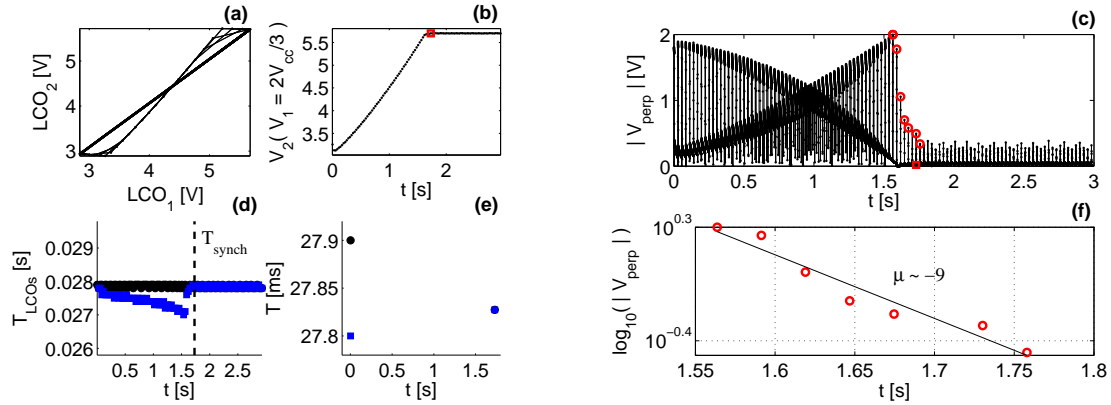 (a)
5
4
3
LCO2 [V]
3 4 5
LCO1 [V]
(b)
5.5
5
4.5
4
3.5
3
V2( V1 = 2Vcc/3 )
0 1 2
t [s]
(c)
2
1
0
| Vperp | [V]
0 0.5 1 1.5 2 2.5 3
t [s]
(d)
0.029
0.028
0.027
0.026
TLCOs [s]
Tsynch
0.5 1 1.5 2 2.5
t [s]
(e)
27.9
27.85
27.8
T [ms]
0 0.5 1 1.5
t [s]
(f)
10^0.3
10^−0.4
log10( | Vperp | )
μ ~ −9
1.55 1.6 1.65 1.7 1.75 1.8
t [s]